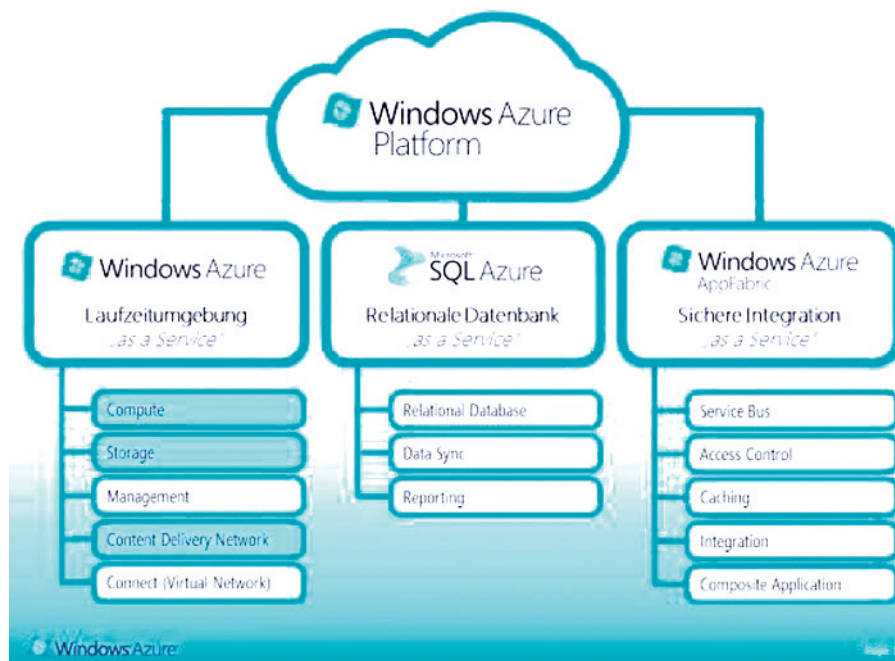 Windows Azure
Platform
Windows Azure
Laufzeitumgebung
„as a Service"
Compute
Storage
Management
Content Delivery Network
Connect (Virtual Network)
Microsoft
SQL Azure
Relationale Datenbank
„as a Service"
Relational Database
Data Sync
Reporting
Windows Azure
AppFabric
Sichere Integration
„as a Service"
Service Bus
Access Control
Caching
Integration
Composite Application
Windows Azure